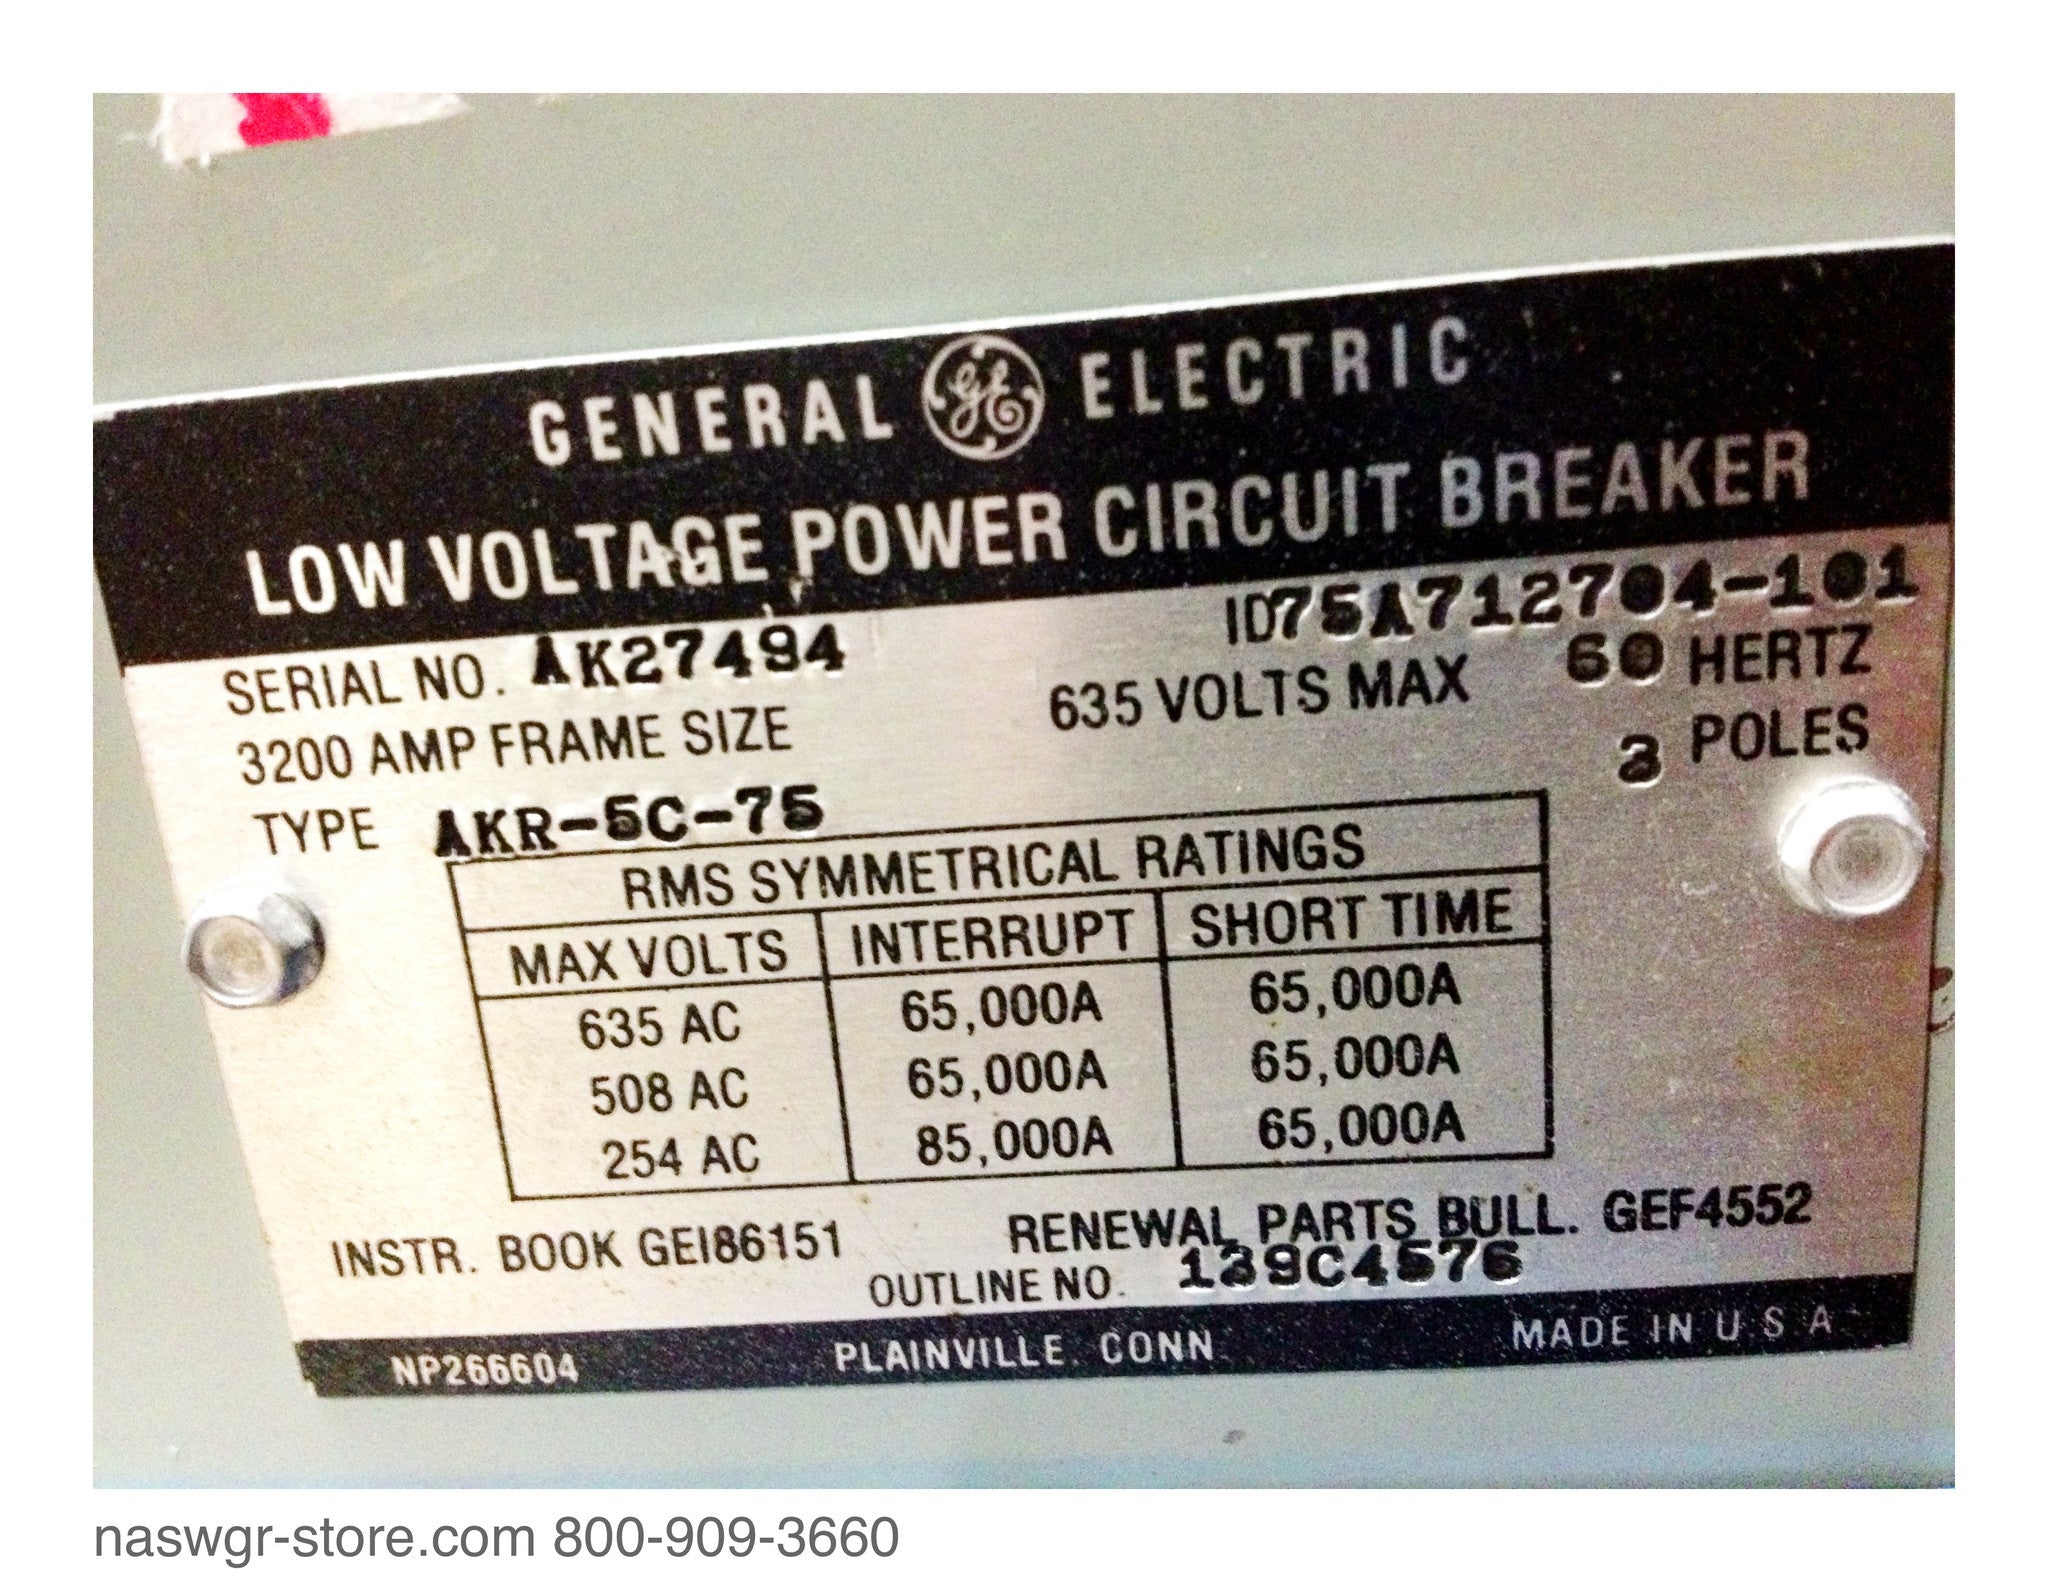 GENERAL GE ELECTRIC
LOW VOLTAGE POWER CIRCUIT BREAKER
SERIAL NO. AK27494 ID75A712704-101
3200 AMP FRAME SIZE 635 VOLTS MAX 60 HERTZ
TYPE AKR-5C-75 3 POLES
RMS SYMMETRICAL RATINGS
MAX VOLTS INTERRUPT SHORT TIME
635 AC 65,000A 65,000A
508 AC 65,000A 65,000A
254 AC 85,000A 65,000A
INSTR. BOOK GEI86151 RENEWAL PARTS BULL. GEF4552
OUTLINE NO. 139C4576
NP266604 PLAINVILLE, CONN. MADE IN U.S.A
naswgr-store.com 800-909-3660